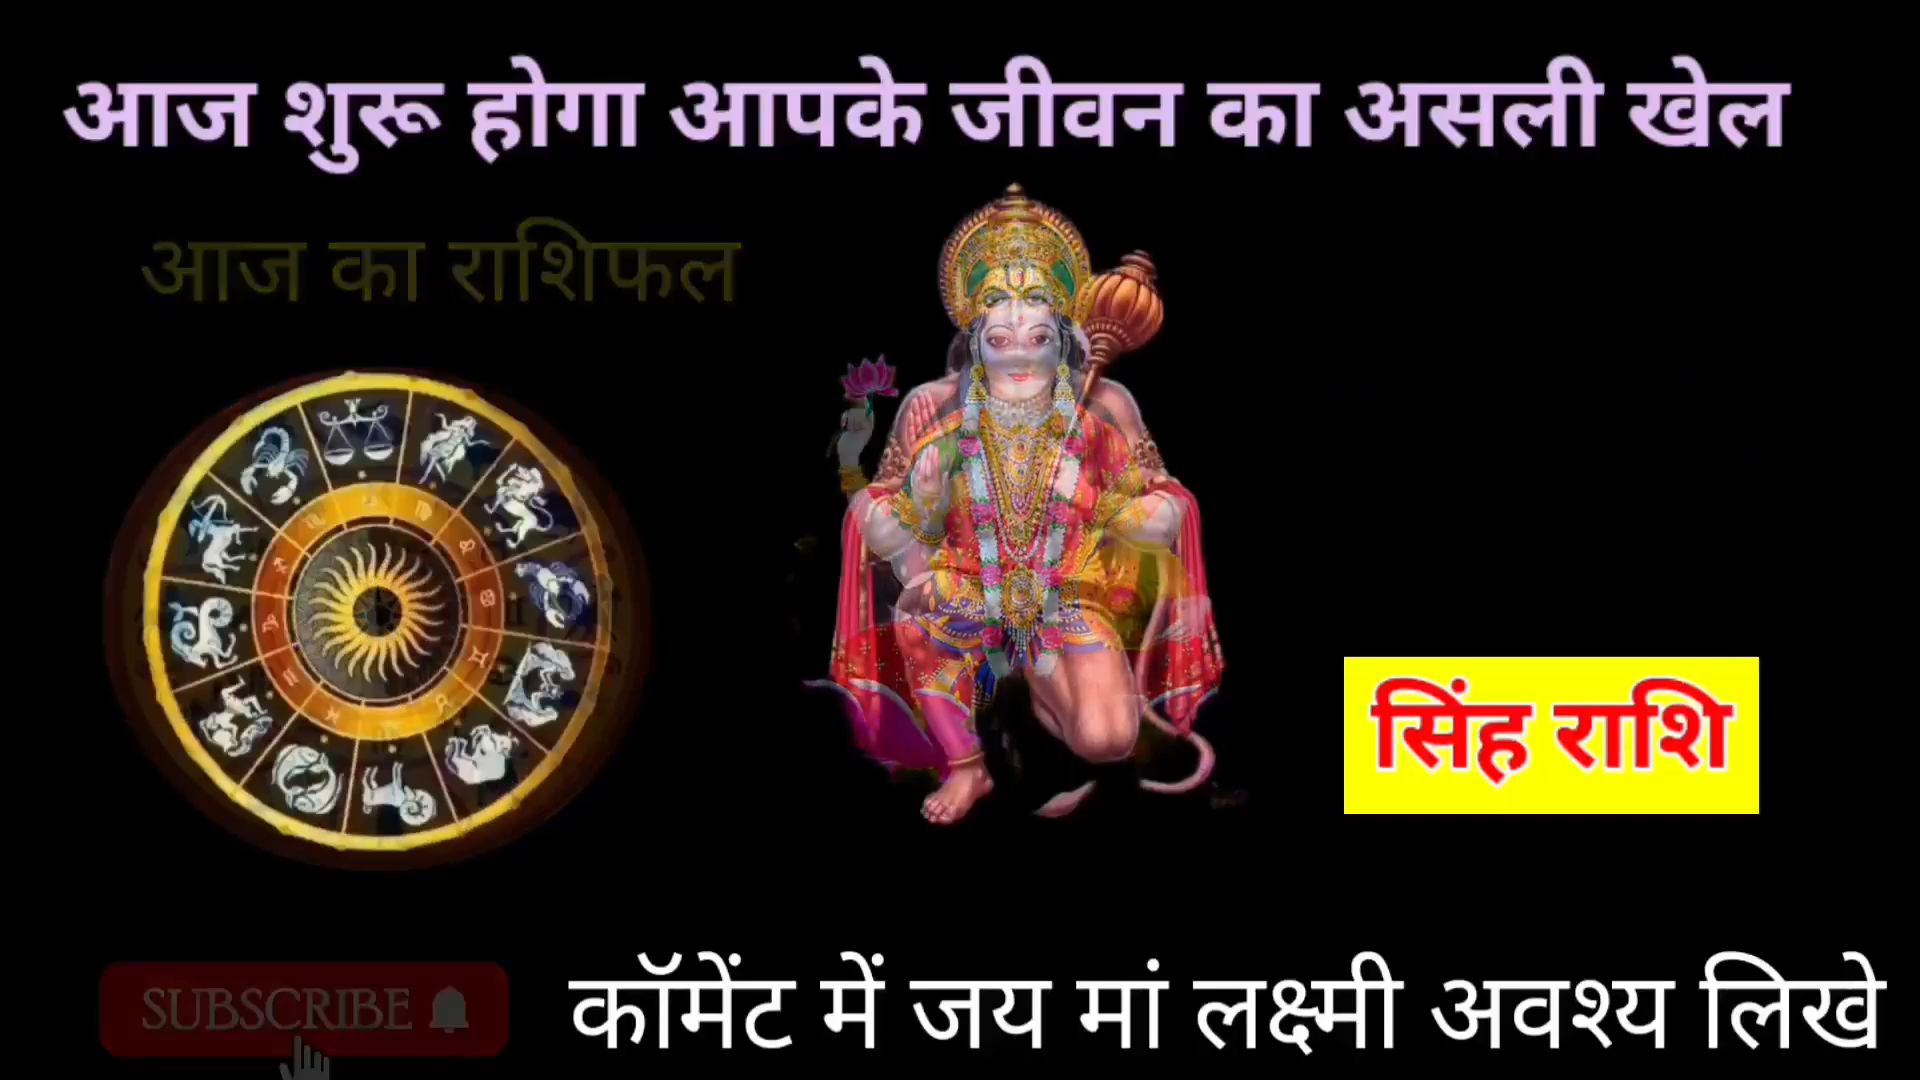 आज शुरू होगा आपके जीवन का असली खेल
आज का राशिफल
सिंह राशि
SUBSCRIBE
कॉमेंट में जय मां लक्ष्मी अवश्य लिखे